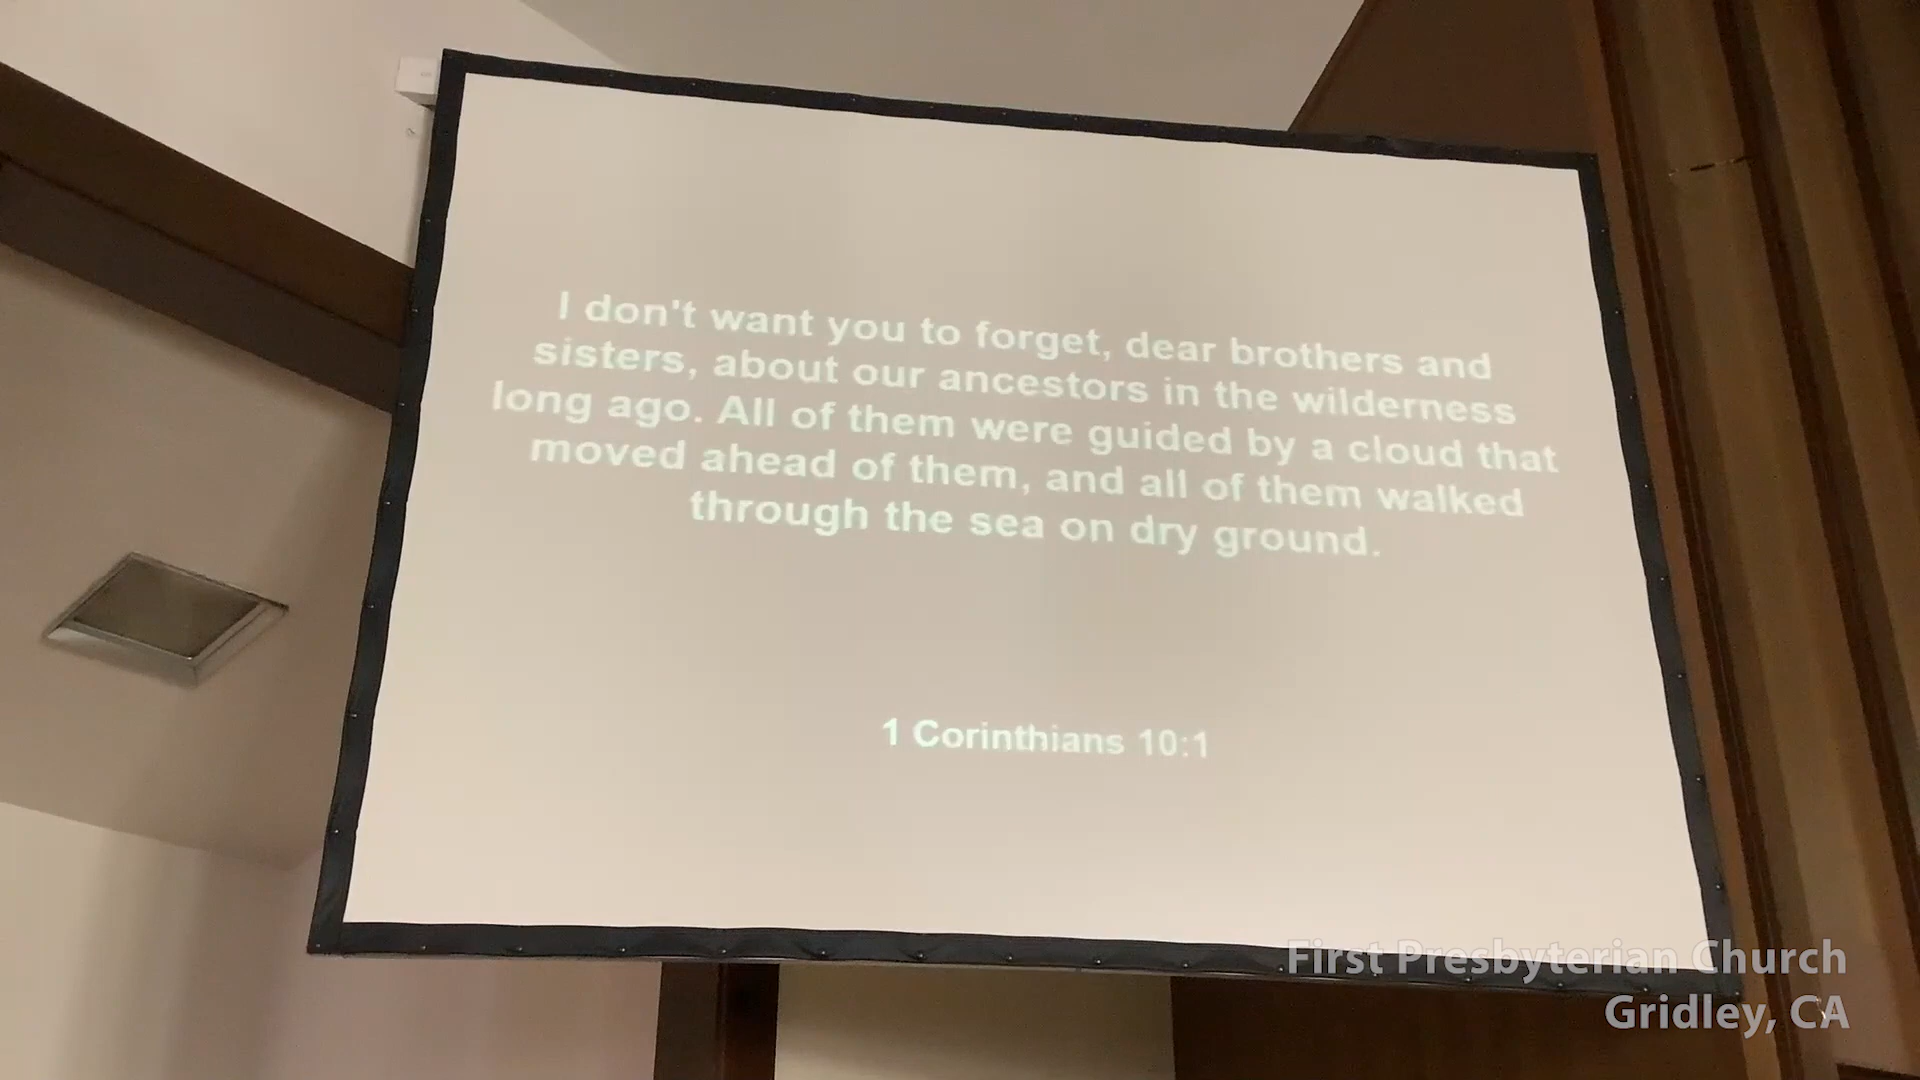 I don't want you to forget, dear brothers and
sisters, about our ancestors in the wilderness
long ago. All of them were guided by a cloud that
moved ahead of them, and all of them walked
through the sea on dry ground.
1 Corinthians 10:1
First Presbyterian Church
Gridley, CA